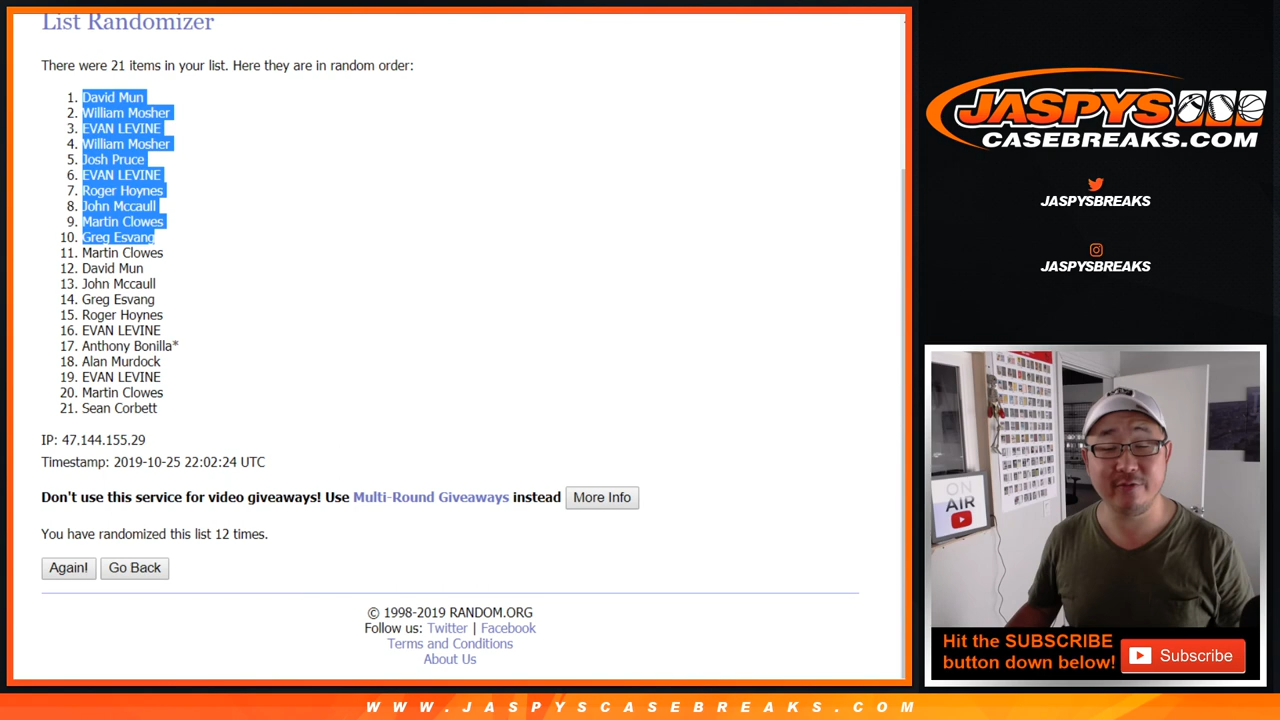 List Randomizer
There were 21 items in your list. Here they are in random order:
1. David Mun
2. William Mosher
3. EVAN LEVINE
4. William Mosher
5. Josh Pruce
6. EVAN LEVINE
7. Roger Hoynes
8. John Mccaull
9. Martin Clowes
10. Greg Esvang
11. Martin Clowes
12. David Mun
13. John Mccaull
14. Greg Esvang
15. Roger Hoynes
16. EVAN LEVINE
17. Anthony Bonilla*
18. Alan Murdock
19. EVAN LEVINE
20. Martin Clowes
21. Sean Corbett
IP: 47.144.155.29
Timestamp: 2019-10-25 22:02:24 UTC
Don't use this service for video giveaways! Use Multi-Round Giveaways instead More Info
You have randomized this list 12 times.
Again! Go Back
© 1998-2019 RANDOM.ORG
Follow us: Twitter | Facebook
Terms and Conditions
About Us
JASPYS
CASEBREAKS.COM
JASPYSBREAKS
JASPYSBREAKS
ON
AIR
Hit the SUBSCRIBE
button down below!
Subscribe
WWW.JASPYSCASEBREAKS.COM